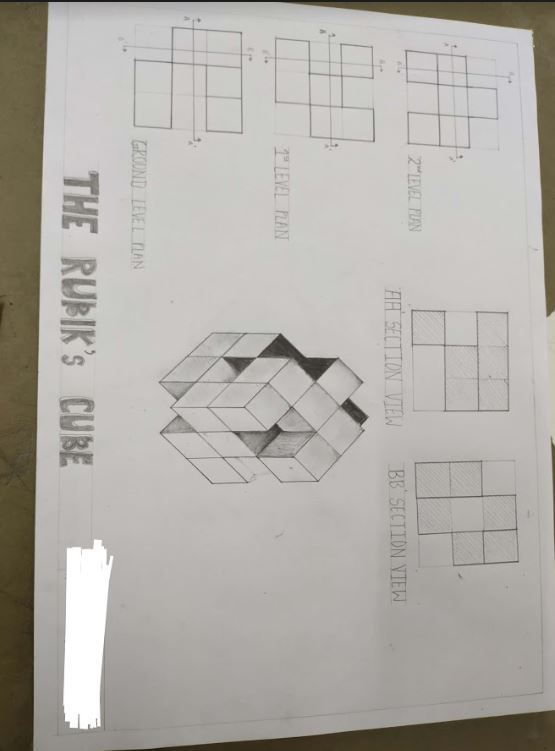 2nd LEVEL PLAN
1st LEVEL PLAN
GROUND LEVEL PLAN
AA' SECTION VIEW
BB' SECTION VIEW
THE RUBIK's CUBE